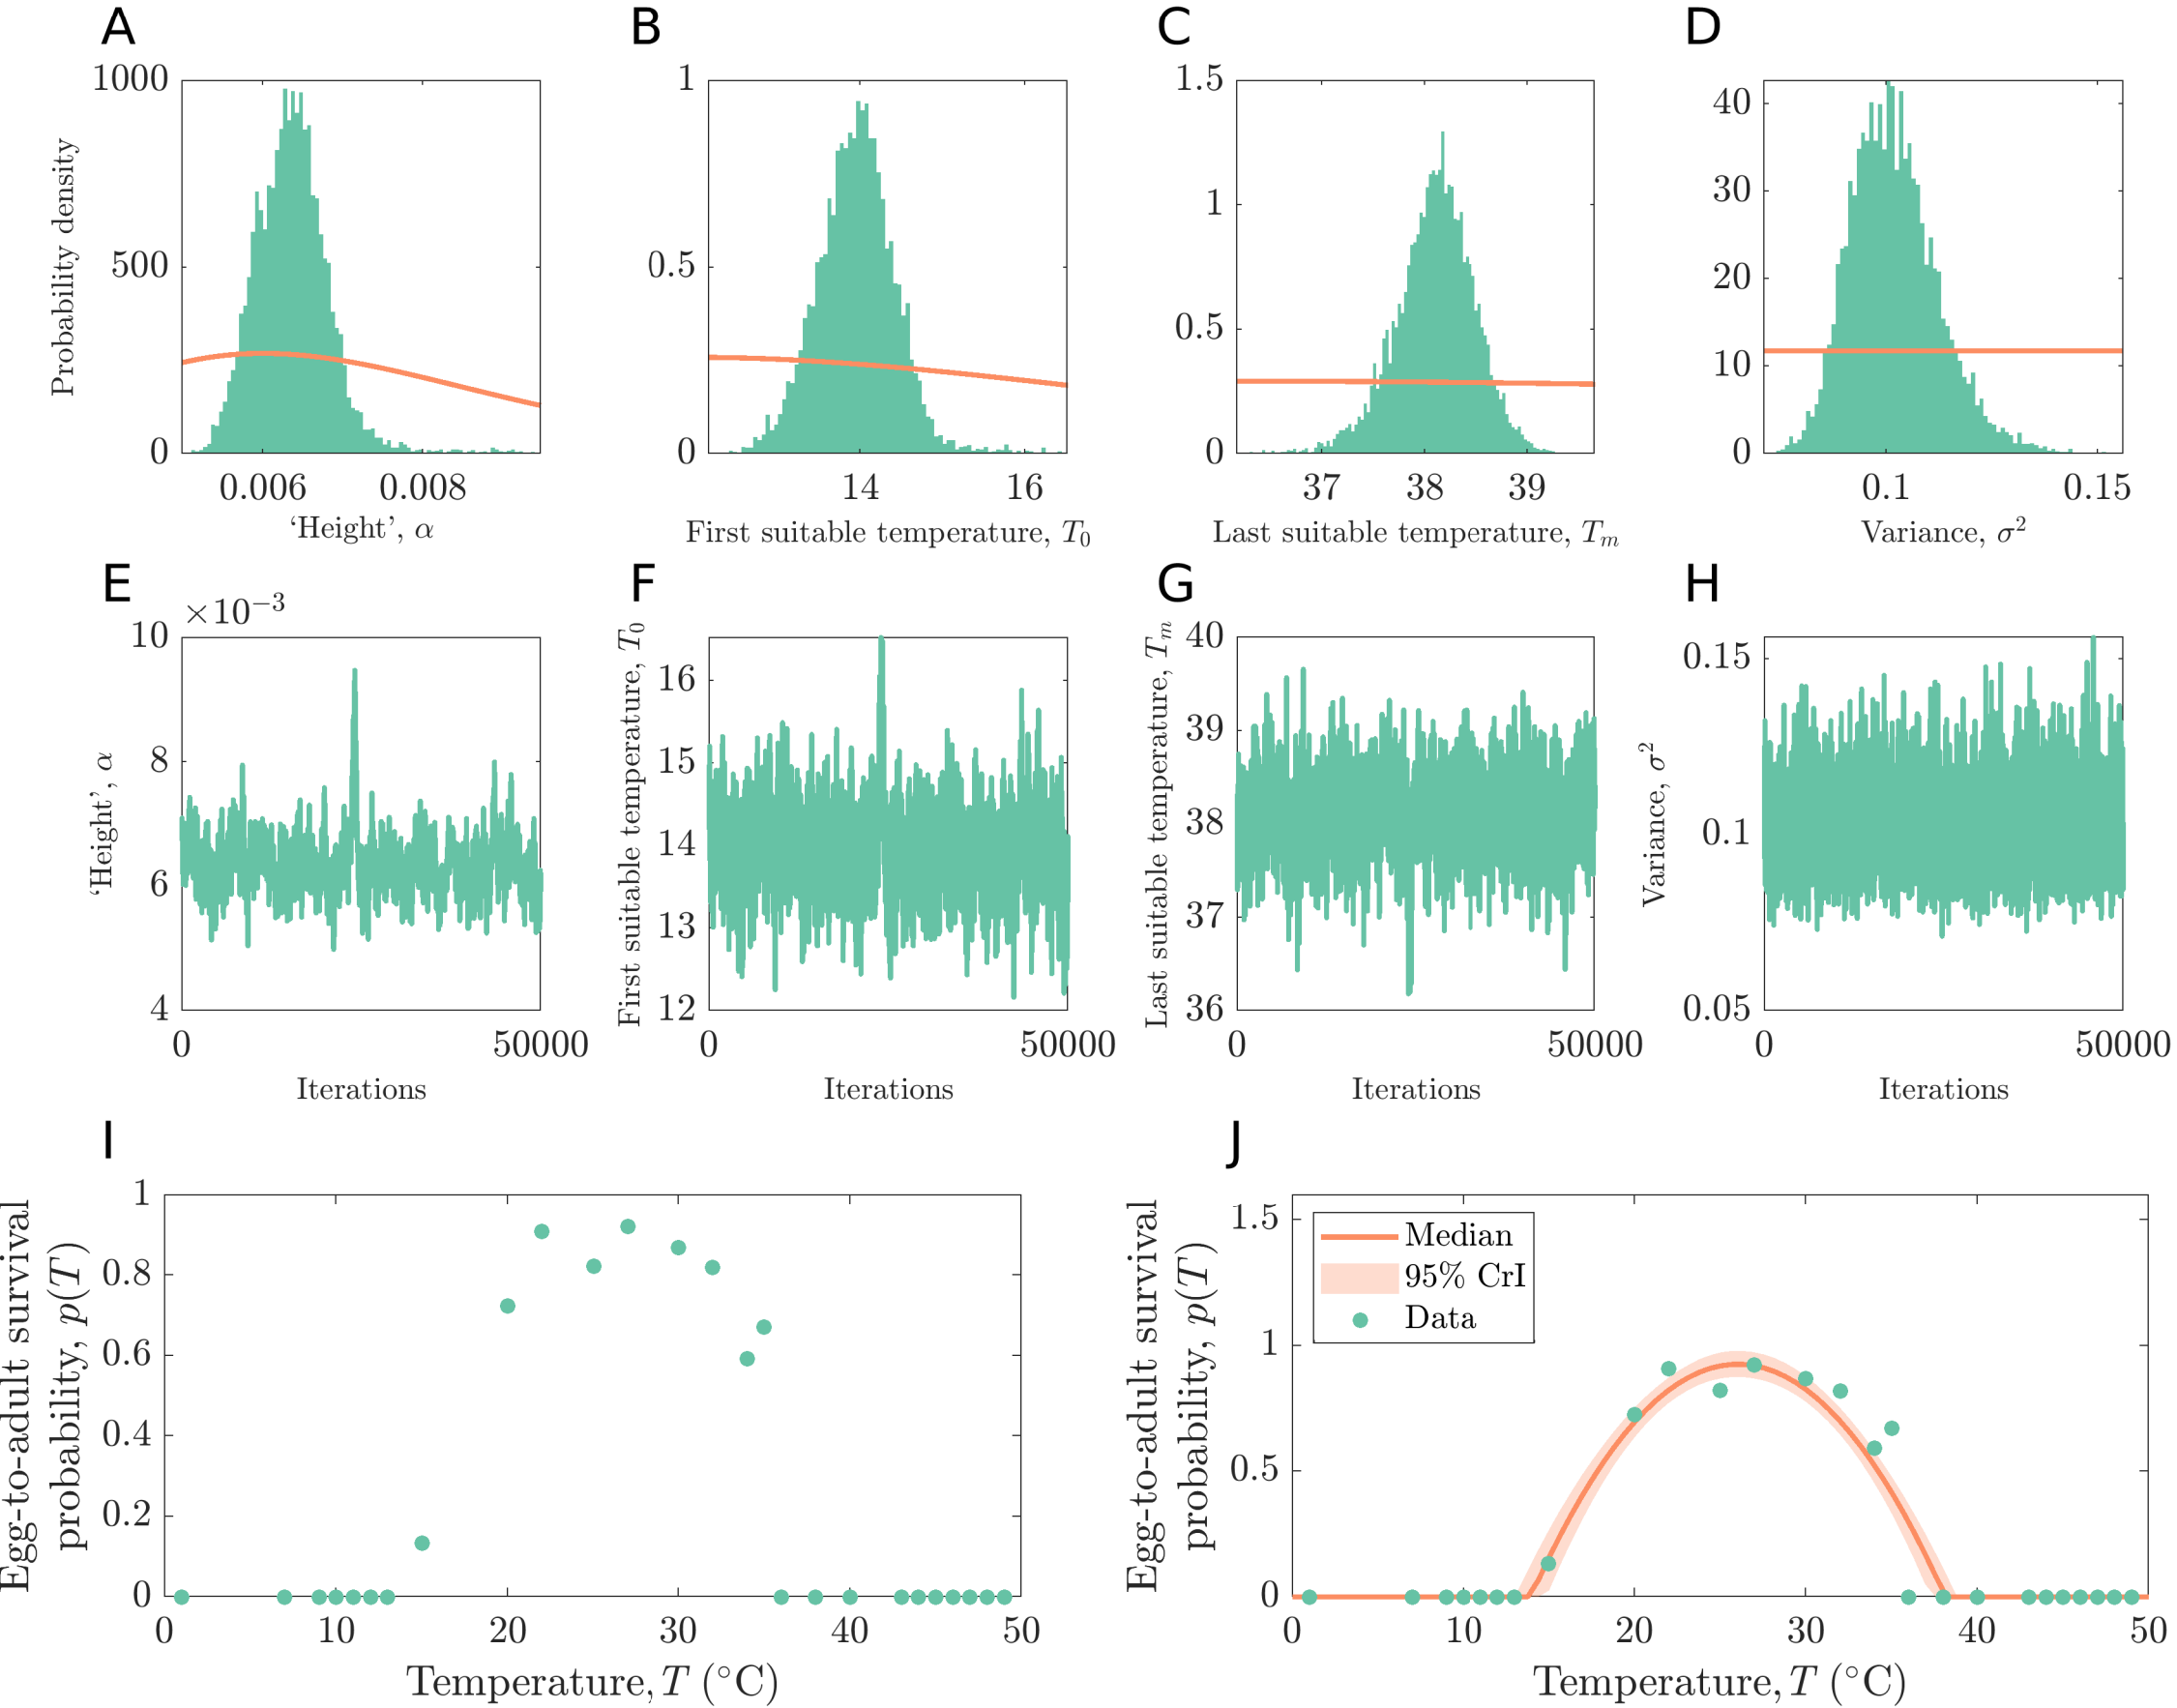 A
B
C
D
1000
500
0
Probability density
0.006
0.008
‘Height’, α
1
0.5
0
14
16
First suitable temperature, T₀
1.5
1
0.5
0
37
38
39
Last suitable temperature, Tₘ
40
30
20
10
0
0.1
0.15
Variance, σ²
E
F
G
H
×10⁻³
10
8
6
4
‘Height’, α
0
50000
Iterations
16
15
14
13
12
First suitable temperature, T₀
0
50000
Iterations
40
39
38
37
36
Last suitable temperature, Tₘ
0
50000
Iterations
0.15
0.1
0.05
Variance, σ²
0
50000
Iterations
I
1
0.8
0.6
0.4
0.2
0
Egg-to-adult survival
probability, p(T)
0
10
20
30
40
50
Temperature, T (°C)
J
1.5
1
0.5
0
Egg-to-adult survival
probability, p(T)
Median
95% CrI
Data
0
10
20
30
40
50
Temperature, T (°C)